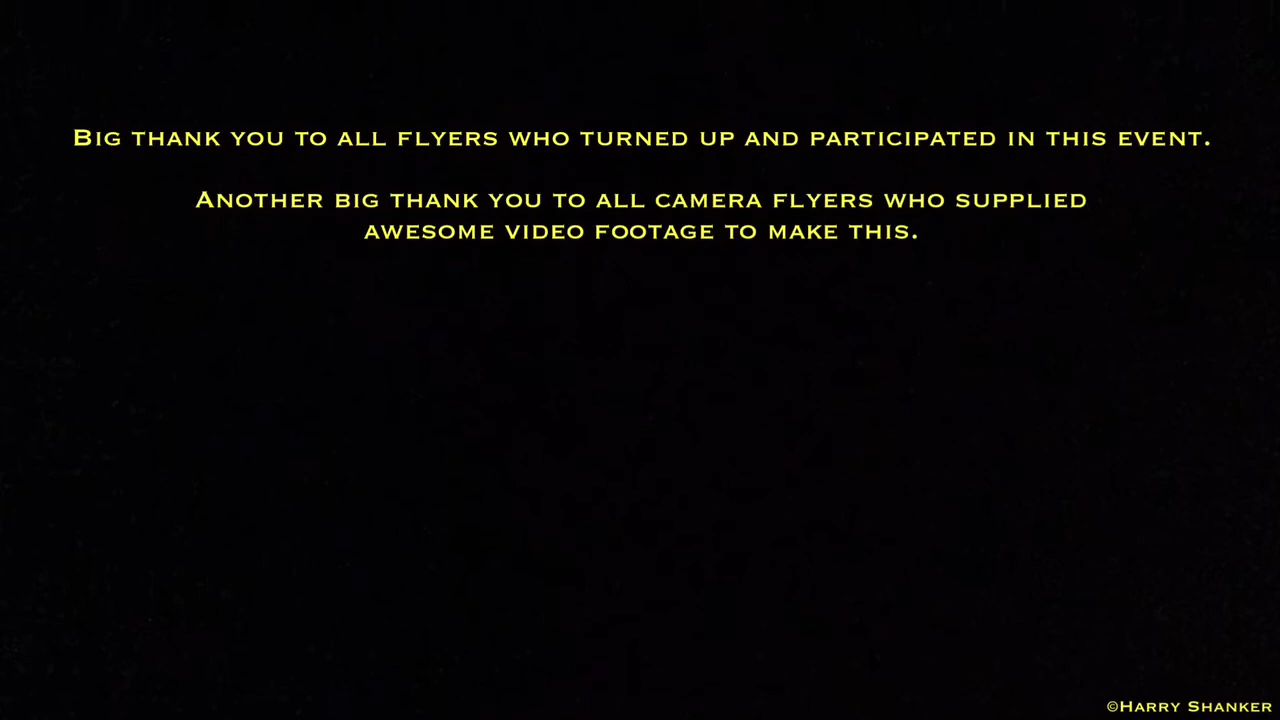 Big thank you to all flyers who turned up and participated in this event.
Another big thank you to all camera flyers who supplied
awesome video footage to make this.
©Harry Shanker